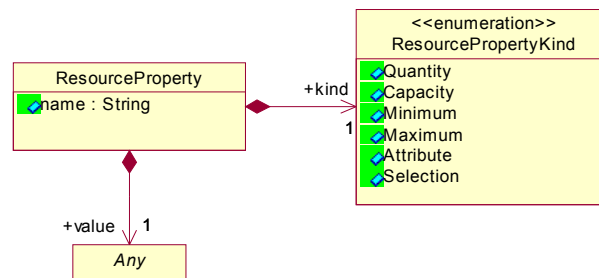 <<enumeration>>
ResourcePropertyKind
Quantity
Capacity
Minimum
Maximum
Attribute
Selection
ResourceProperty
name : String
+kind
1
+value
1
Any